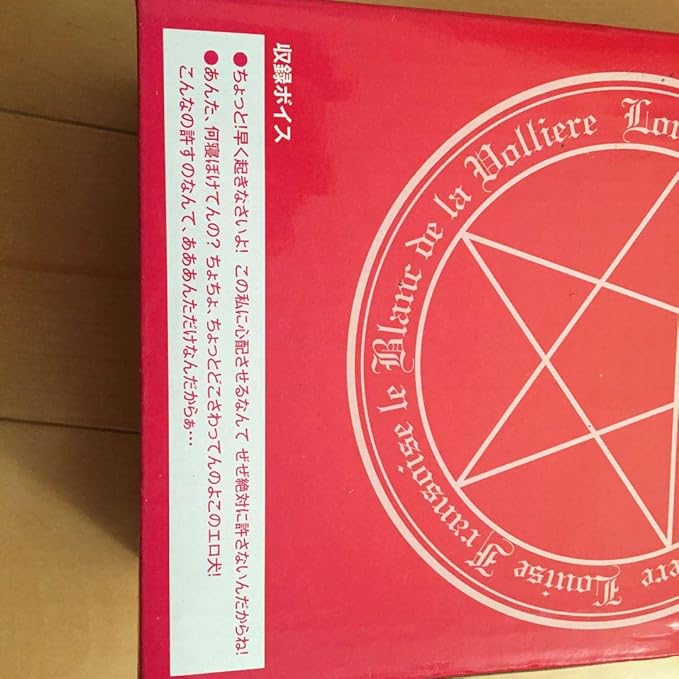 収録ボイス
●ちょっと!早く起きなさいよ! この私に心配させるなんて ぜぜ絶対に許さないんだからね!
●あんた、何寝ぼけてんの? ちょちょ、ちょっとどこさわってんのよこのエロ犬!
こんなの許すのなんて、あああんただけなんだからぁ…
ere Louise Fransoise le Blanc de la Volliere Lou